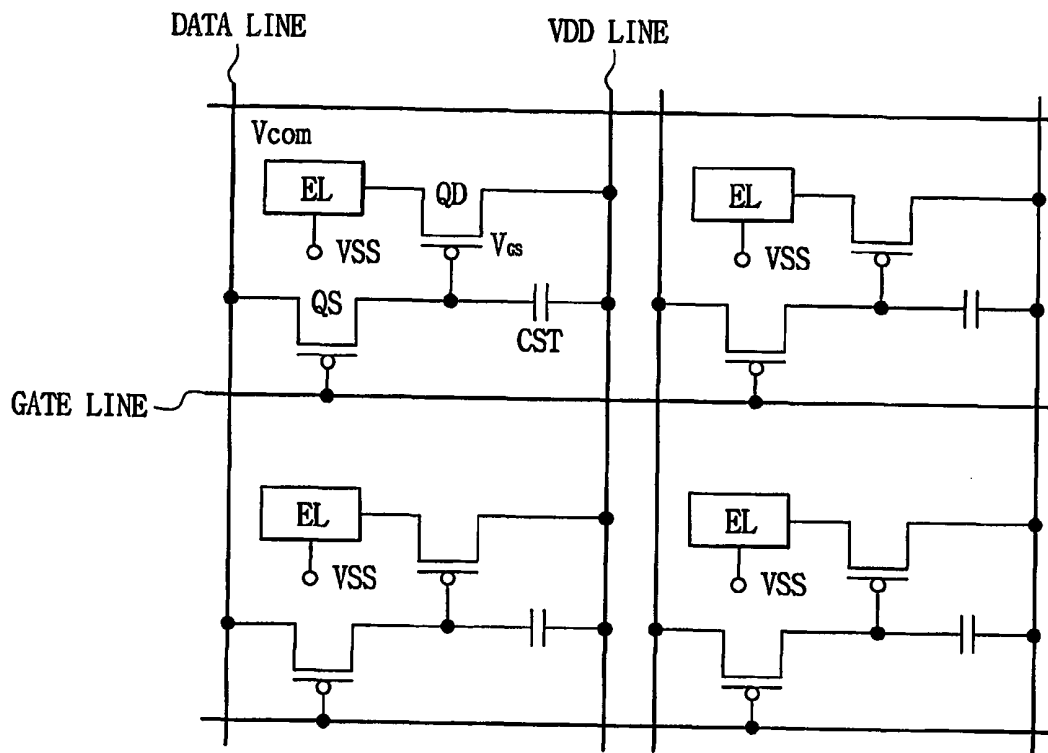 DATA LINE
VDD LINE
Vcom
EL
QD
EL
VGS
VSS
VSS
QS
CST
GATE LINE
EL
EL
VSS
VSS